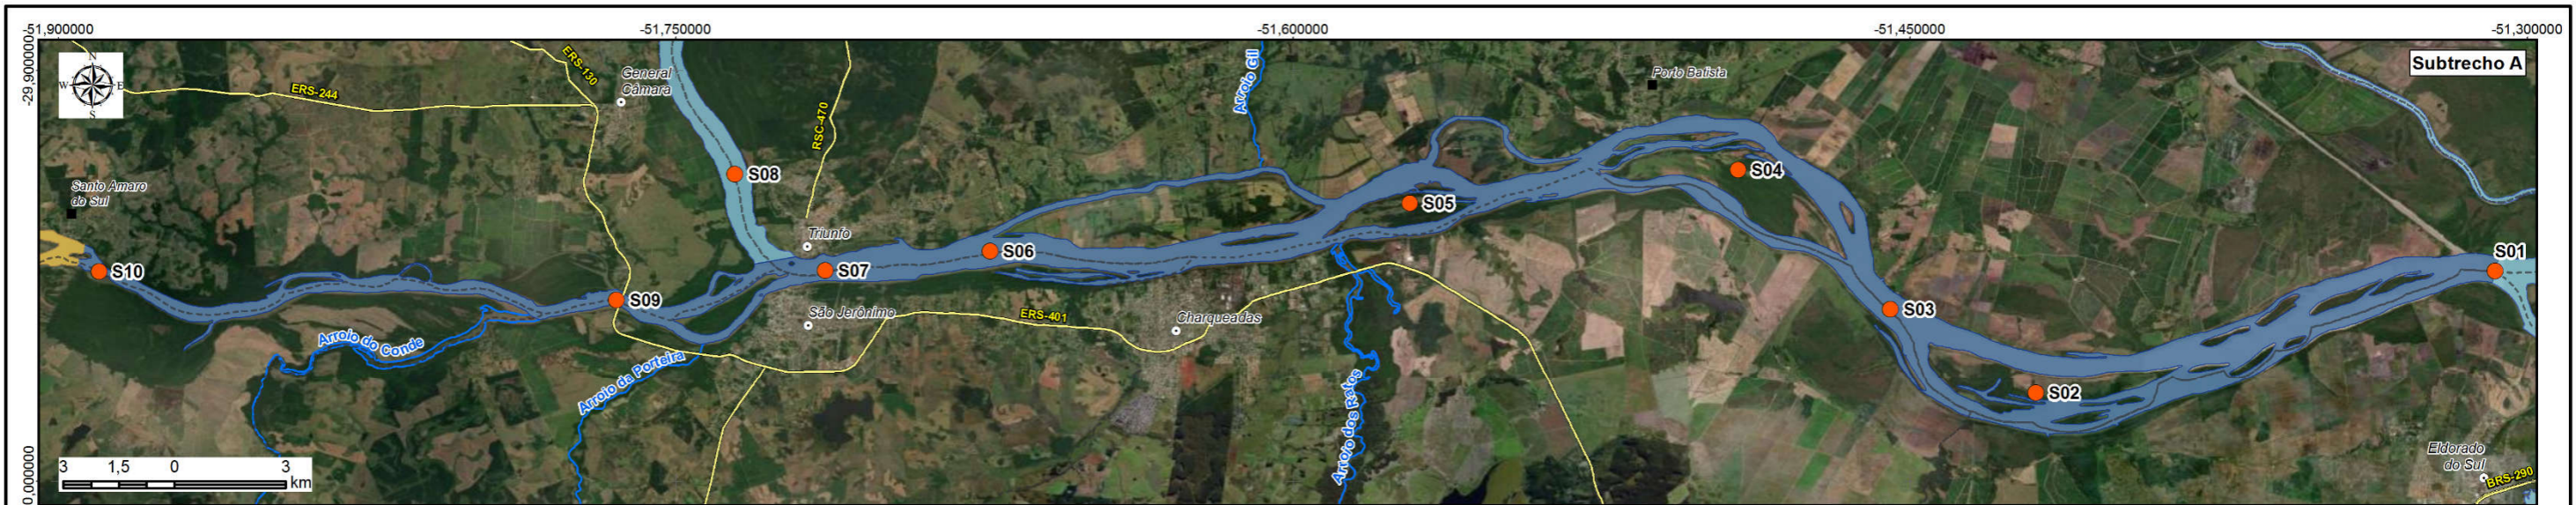 -51,900000
-51,750000
-51,600000
-51,450000
-51,300000
-29,900000
Subtrecho A
N
W
E
S
ERS-244
ERS-130
General
Câmara
RSC-470
Arroio Gil
Porto Batista
S08
S04
Santo Amaro
do Sul
S05
Triunfo
S06
S01
S10
S07
S09
São Jerônimo
S03
ERS-401
Charqueadas
Arroio do Conde
Arroio da Porteira
S02
Arroio dos Ratos
Eldorado
do Sul
BRS-290
3 1,5 0 3
km
0,000000